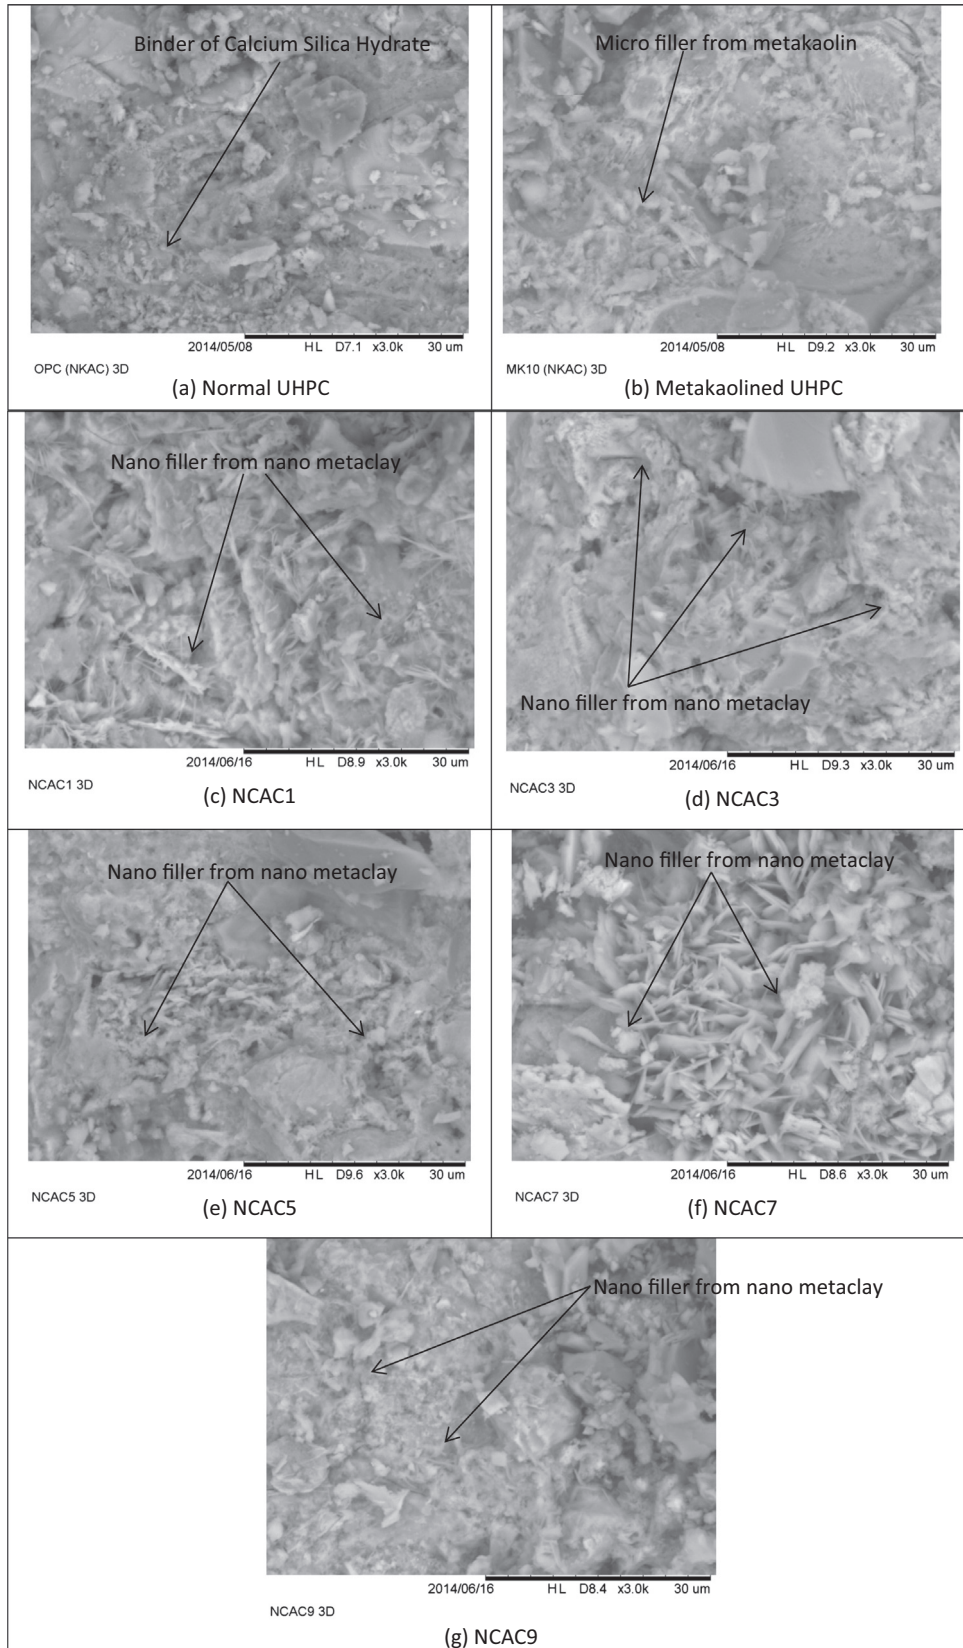 Binder of Calcium Silica Hydrate
2014/05/08 HL D7.1 x3.0k 30 um
OPC (NKAC) 3D
(a) Normal UHPC
Micro filler from metakaolin
2014/05/08 HL D9.2 x3.0k 30 um
MK10 (NKAC) 3D
(b) Metakaolined UHPC
Nano filler from nano metaclay
2014/06/16 HL D8.9 x3.0k 30 um
NCAC1 3D
(c) NCAC1
Nano filler from nano metaclay
2014/06/16 HL D9.3 x3.0k 30 um
NCAC3 3D
(d) NCAC3
Nano filler from nano metaclay
2014/06/16 HL D9.6 x3.0k 30 um
NCAC5 3D
(e) NCAC5
Nano filler from nano metaclay
2014/06/16 HL D8.6 x3.0k 30 um
NCAC7 3D
(f) NCAC7
Nano filler from nano metaclay
2014/06/16 HL D8.4 x3.0k 30 um
NCAC9 3D
(g) NCAC9